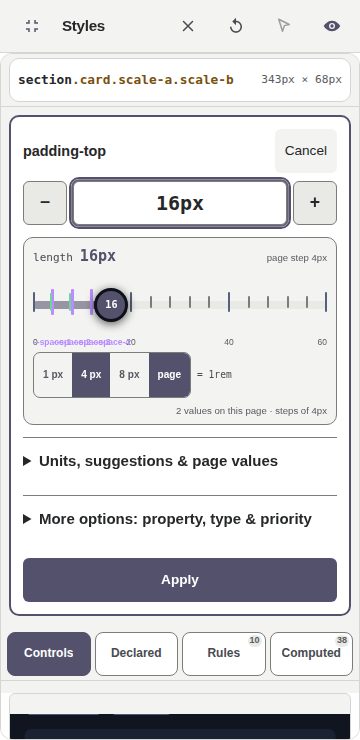 Styles
section.card.scale-a.scale-b 343px × 68px
padding-top Cancel
− 16px +
length 16px page step 4px
16
0 20 40 60
1 px 4 px 8 px page = 1rem
2 values on this page · steps of 4px
▶ Units, suggestions & page values
▶ More options: property, type & priority
Apply
Controls Declared Rules 10 Computed 38